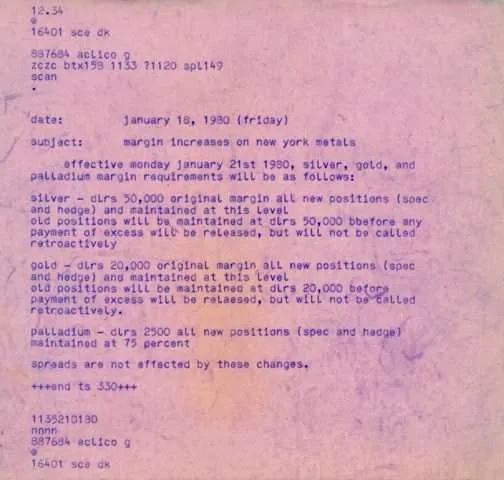 12.34
@
16401 sce dk
887684 aclico g
zczc btx158 1133 ?1120 spl149
scan
.
date: january 18, 1980 (friday)
subject: margin increases on new york metals
effective monday january 21st 1980, silver, gold, and
palladium margin requirements will be as follows:
silver - dlrs 50,000 original margin all new positions (spec
and hedge) and maintained at this level
old positions will be maintained at dlrs 50,000 bbefore any
payment of excess will be released, but will not be called
retroactively
gold - dlrs 20,000 original margin all new positions (spec
and hedge) and maintained at this level
old positions will be maintained at dlrs 20,000 before
payment of excess will be relaesed, but will not be called
retroactively.
palladium - dlrs 2500 all new positions (spec and hedge)
maintained at 75 percent
spreads are not affected by these changes.
+++end ts 330+++
1135210180
nnnn
887684 aclico g
@
16401 sce dk